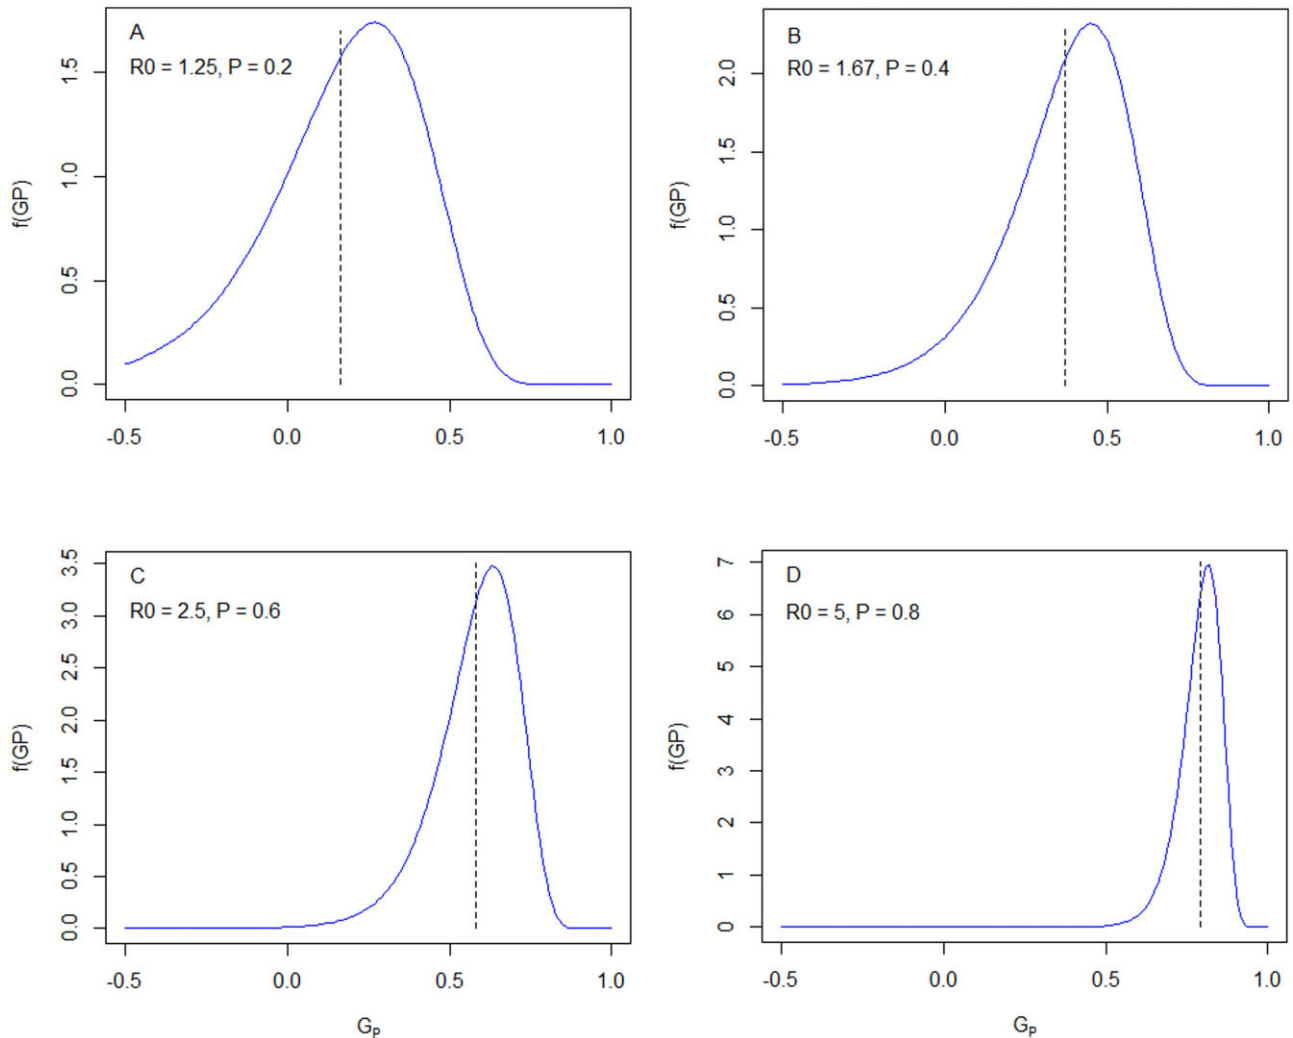 A
R0 = 1.25, P = 0.2
f(GP)
1.5
1.0
0.5
0.0
-0.5 0.0 0.5 1.0
B
R0 = 1.67, P = 0.4
f(GP)
2.0
1.5
1.0
0.5
0.0
-0.5 0.0 0.5 1.0
C
R0 = 2.5, P = 0.6
f(GP)
3.5
3.0
2.5
2.0
1.5
1.0
0.5
0.0
-0.5 0.0 0.5 1.0
GP
D
R0 = 5, P = 0.8
f(GP)
7
6
5
4
3
2
1
0
-0.5 0.0 0.5 1.0
GP